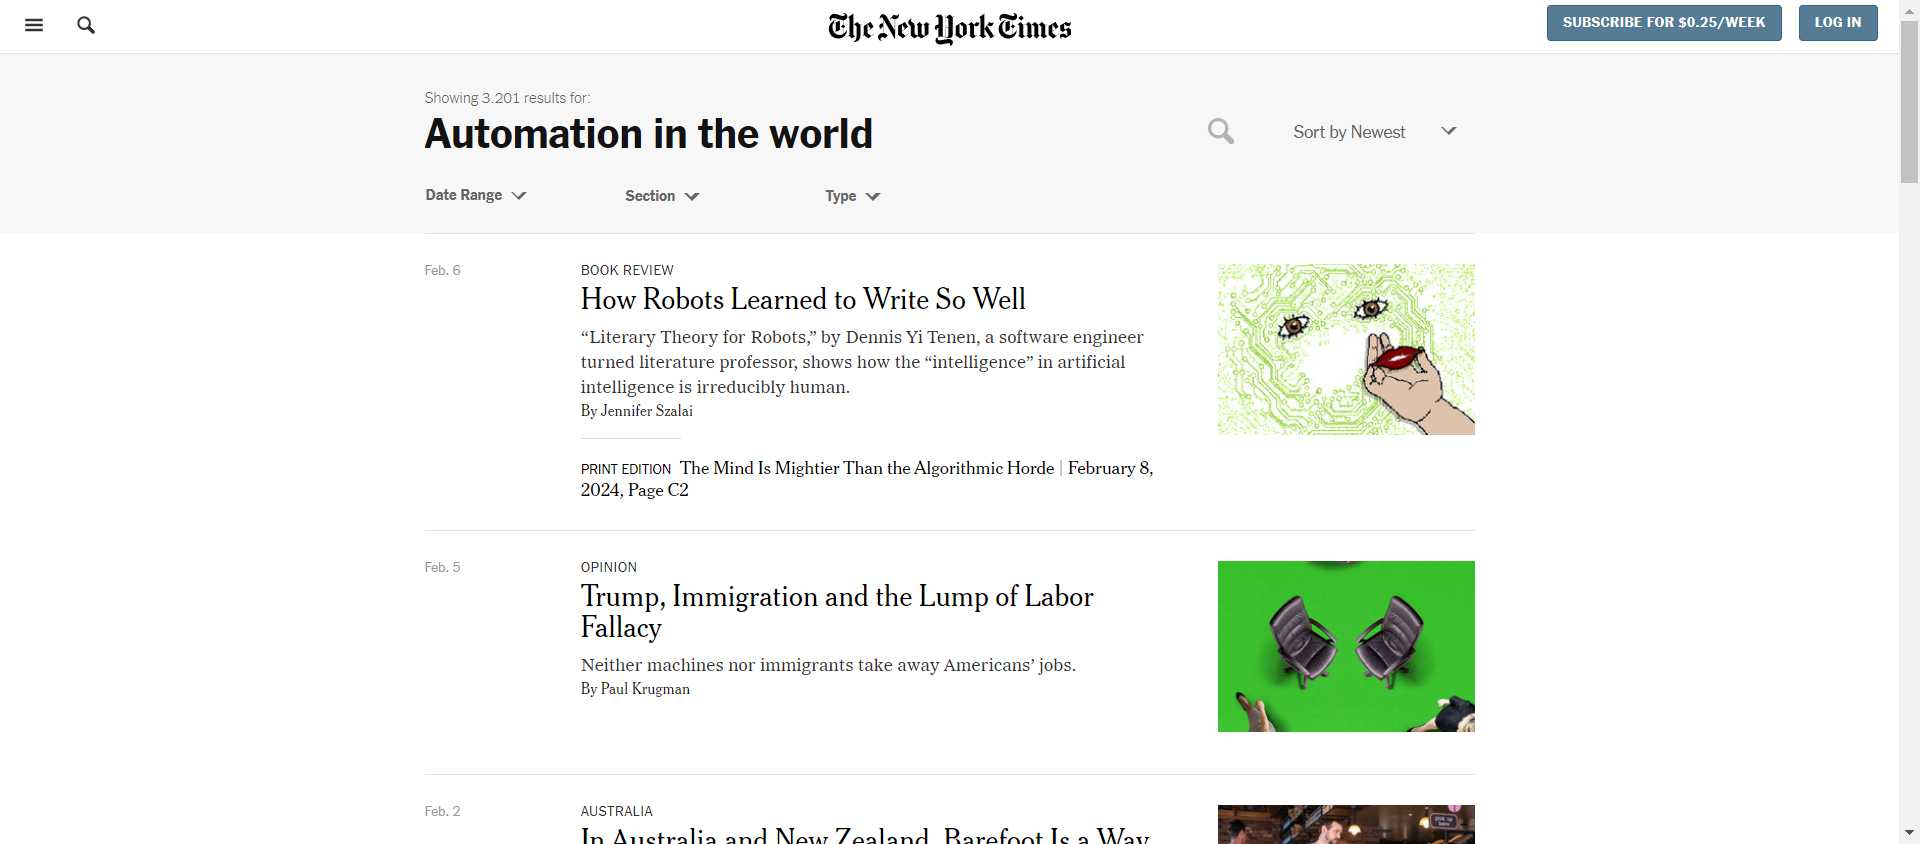 The New York Times
SUBSCRIBE FOR $0.25/WEEK
LOG IN
Showing 3.201 results for:
Automation in the world
Sort by Newest
Date Range
Section
Type
Feb. 6
BOOK REVIEW
How Robots Learned to Write So Well
“Literary Theory for Robots,” by Dennis Yi Tenen, a software engineer
turned literature professor, shows how the “intelligence” in artificial
intelligence is irreducibly human.
By Jennifer Szalai
PRINT EDITION The Mind Is Mightier Than the Algorithmic Horde | February 8,
2024, Page C2
Feb. 5
OPINION
Trump, Immigration and the Lump of Labor
Fallacy
Neither machines nor immigrants take away Americans’ jobs.
By Paul Krugman
Feb. 2
AUSTRALIA
In Australia and New Zealand, Barefoot Is a Way